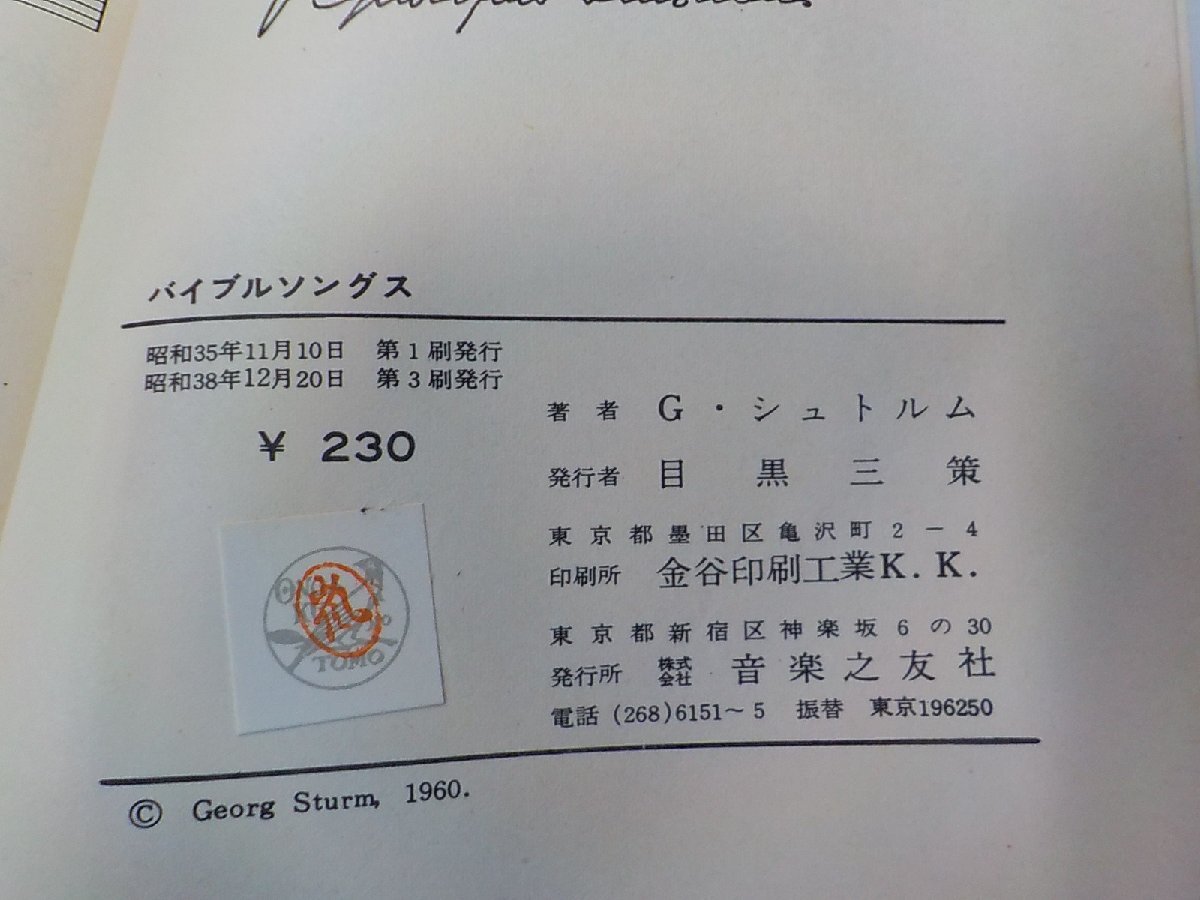 バイブルソングス
昭和35年11月10日 第1刷発行
昭和38年12月20日 第3刷発行
¥ 230
著者 G・シュトルム
発行者 目黒三策
東京都墨田区亀沢町2-4
印刷所 金谷印刷工業K.K.
東京都新宿区神楽坂6の30
発行所 株式会社 音楽之友社
電話 (268)6151～5 振替 東京196250
TOMO
© Georg Sturm, 1960.